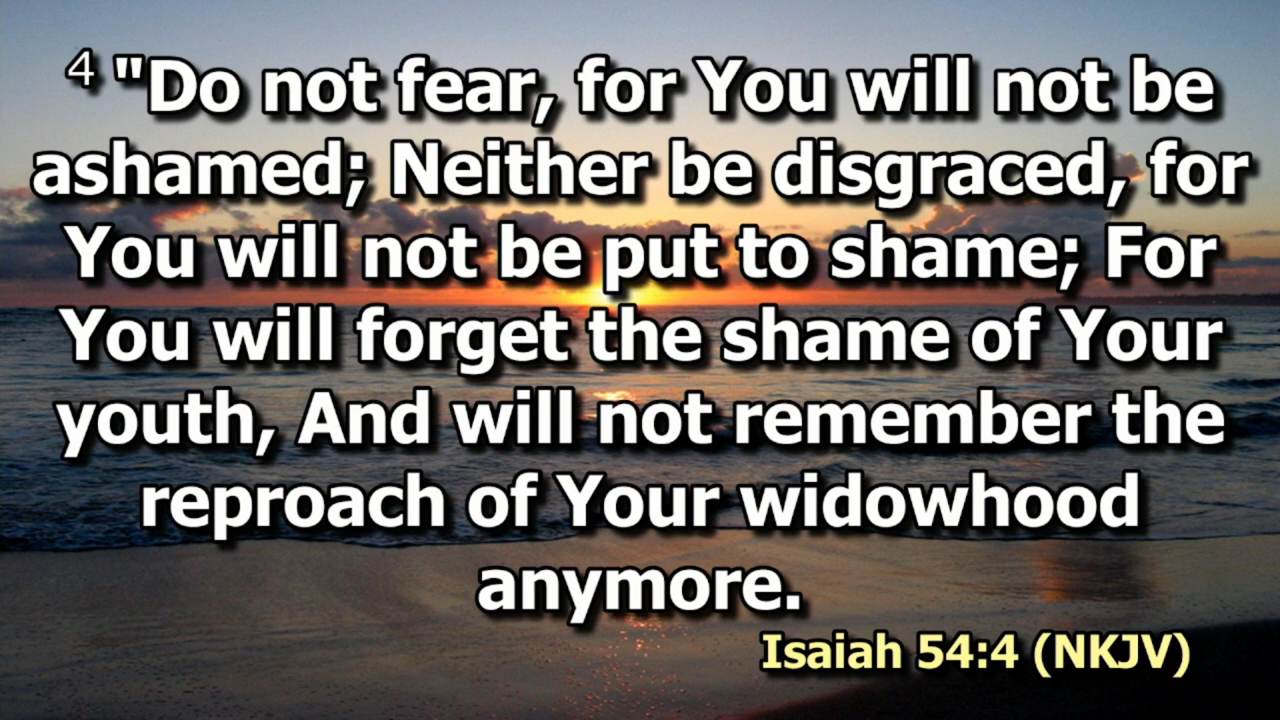 4 "Do not fear, for You will not be
ashamed; Neither be disgraced, for
You will not be put to shame; For
You will forget the shame of Your
youth, And will not remember the
reproach of Your widowhood
anymore.
Isaiah 54:4 (NKJV)